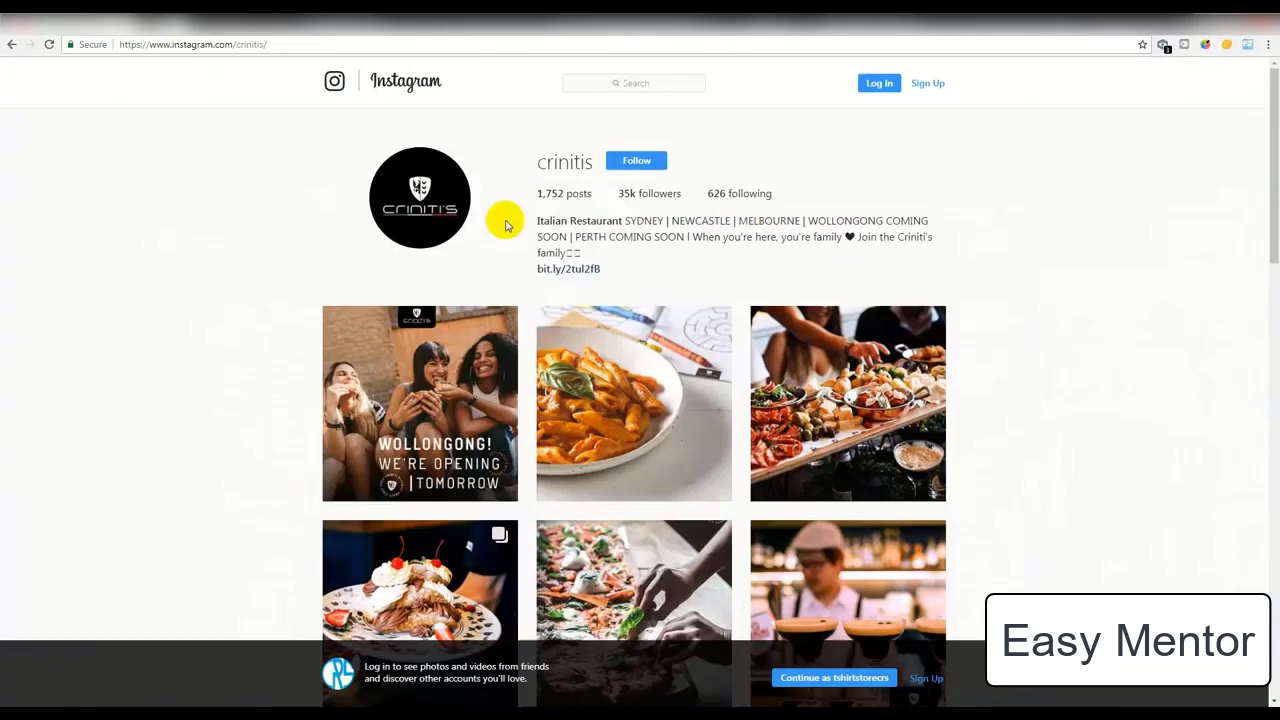 Secure
https://www.instagram.com/crinitis/
3
Instagram
Search
Log In
Sign Up
CRINITI'S
crinitis
Follow
1,752 posts
35k followers
626 following
Italian Restaurant SYDNEY | NEWCASTLE | MELBOURNE | WOLLONGONG COMING
SOON | PERTH COMING SOON l When you're here, you're family ♥ Join the Criniti's
family
bit.ly/2tul2fB
CRINITI'S
WOLLONGONG!
WE'RE OPENING
TOMORROW
Log in to see photos and videos from friends
and discover other accounts you'll love.
Continue as tshirtstorecrs
Sign Up
Easy Mentor